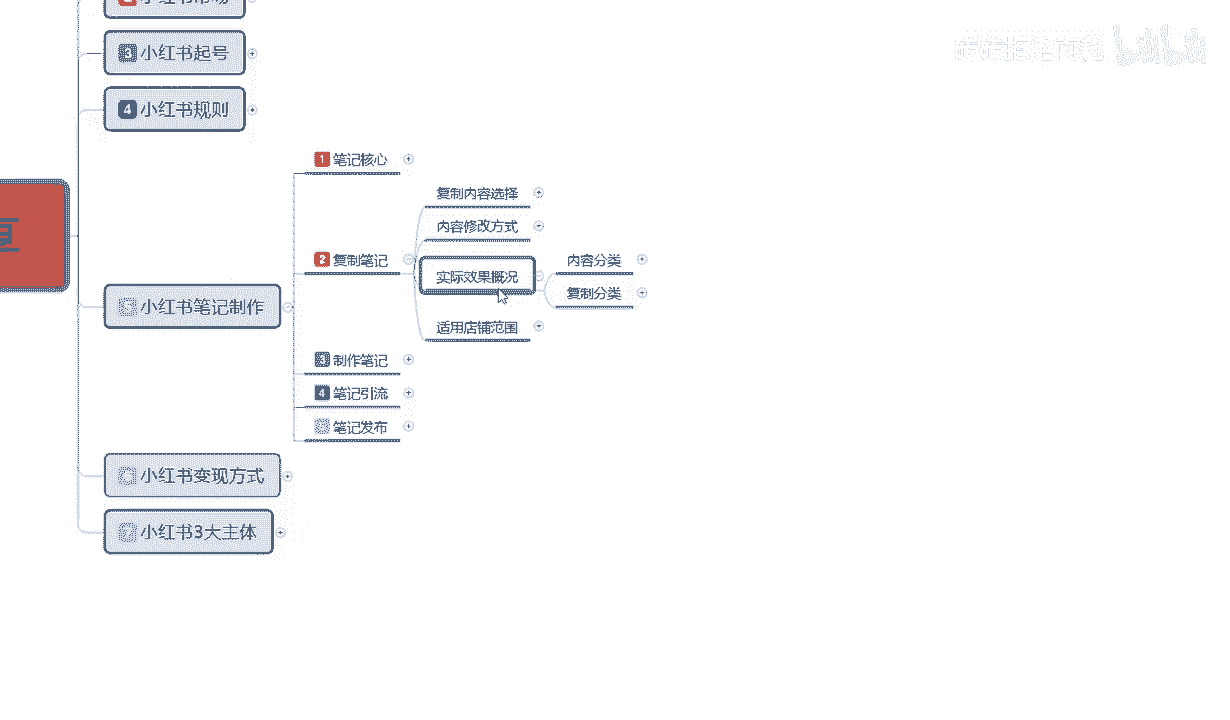 3 小红书起号
4 小红书规则
1 笔记核心
复制内容选择
内容修改方式
2 复制笔记
实际效果概况
内容分类
复制分类
适用店铺范围
小红书笔记制作
3 制作笔记
4 笔记引流
笔记发布
小红书变现方式
小红书3大主体